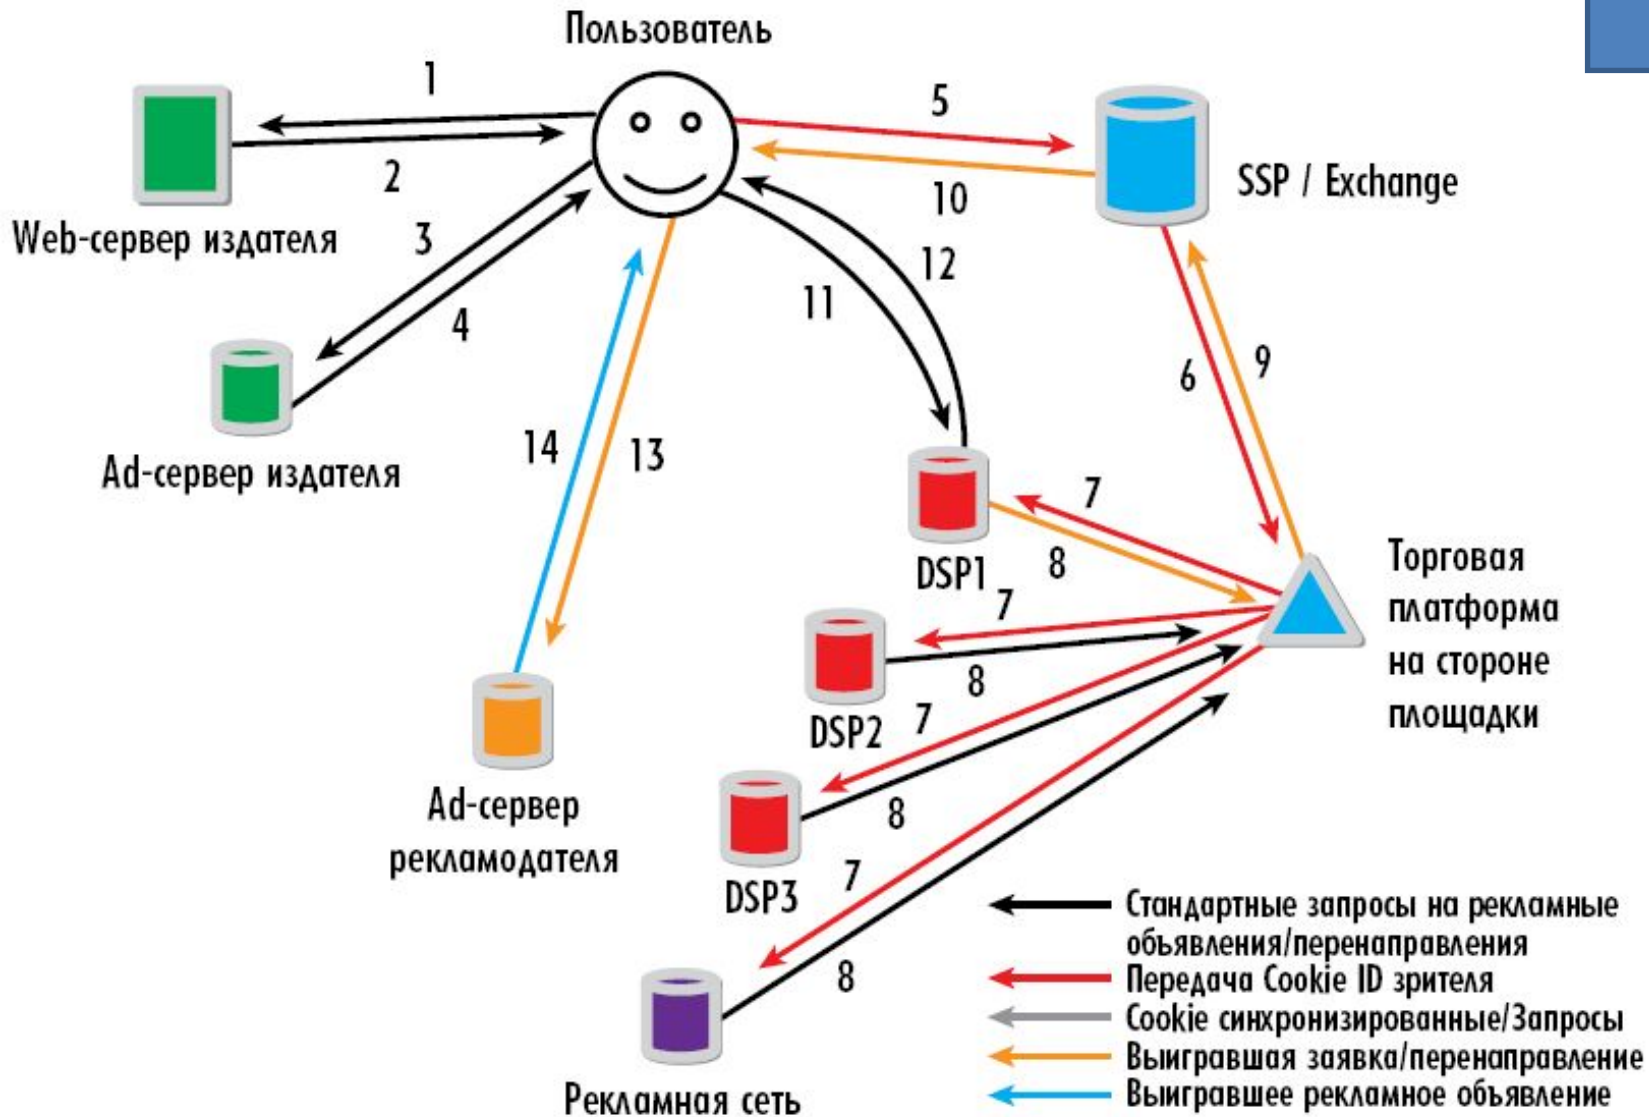 Пользователь
1
2
Web-сервер издателя
3
4
Ad-сервер издателя
5
10
SSP / Exchange
12
11
6
9
14
13
7
8
DSP1
7
8
DSP2
7
8
DSP3
7
8
Рекламная сеть
Торговая
платформа
на стороне
площадки
Ad-сервер
рекламодателя
Стандартные запросы на рекламные
объявления/перенаправления
Передача Cookie ID зрителя
Cookie синхронизированные/Запросы
Выигравшая заявка/перенаправление
Выигравшее рекламное объявление